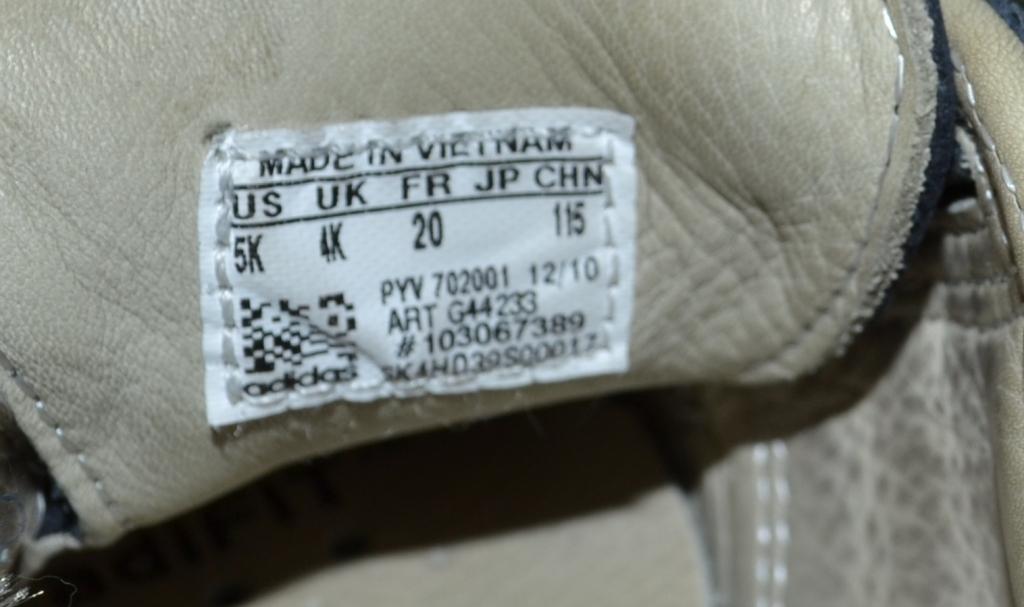 MADE IN VIETNAM
US UK FR JP CHN
5K 4K 20 115
PYV 702001 12/10
ART G44233
#103067389
adidas